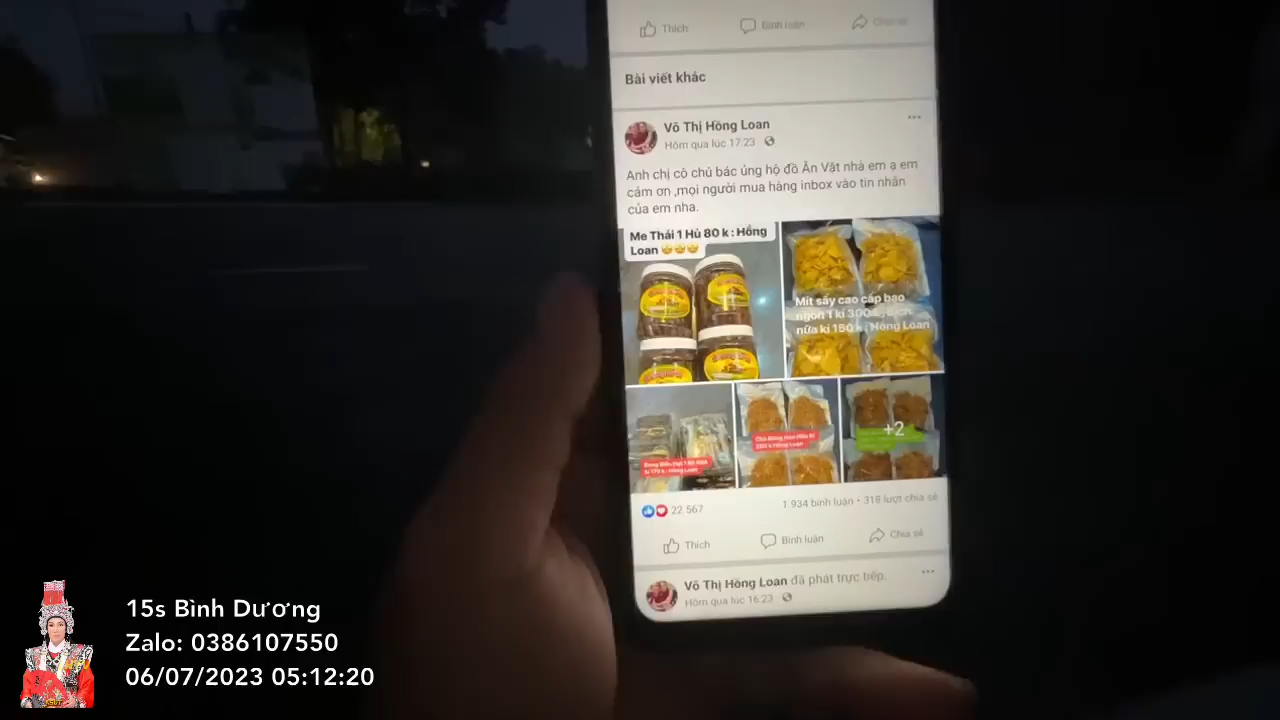 Thích
Bình luận
Chia sẻ
Bài viết khác
Võ Thị Hồng Loan
Hôm qua lúc 17:23
Anh chị cô chú bác ủng hộ đồ Ăn Vặt nhà em ạ em
cảm ơn ,mọi người mua hàng inbox vào tin nhắn
của em nha.
Me Thái 1 Hủ 80 k : Hồng
Loan 🤩🤩🤩
Mít sấy cao cấp bao
ngon 1 kí 300 k
nữa kí 150 k : Hồng Loan
+2
22.567
1.934 bình luận • 318 lượt chia sẻ
Thích
Bình luận
Chia sẻ
Võ Thị Hồng Loan đã phát trực tiếp.
Hôm qua lúc 16:23
15s Bình Dương
Zalo: 0386107550
06/07/2023 05:12:20